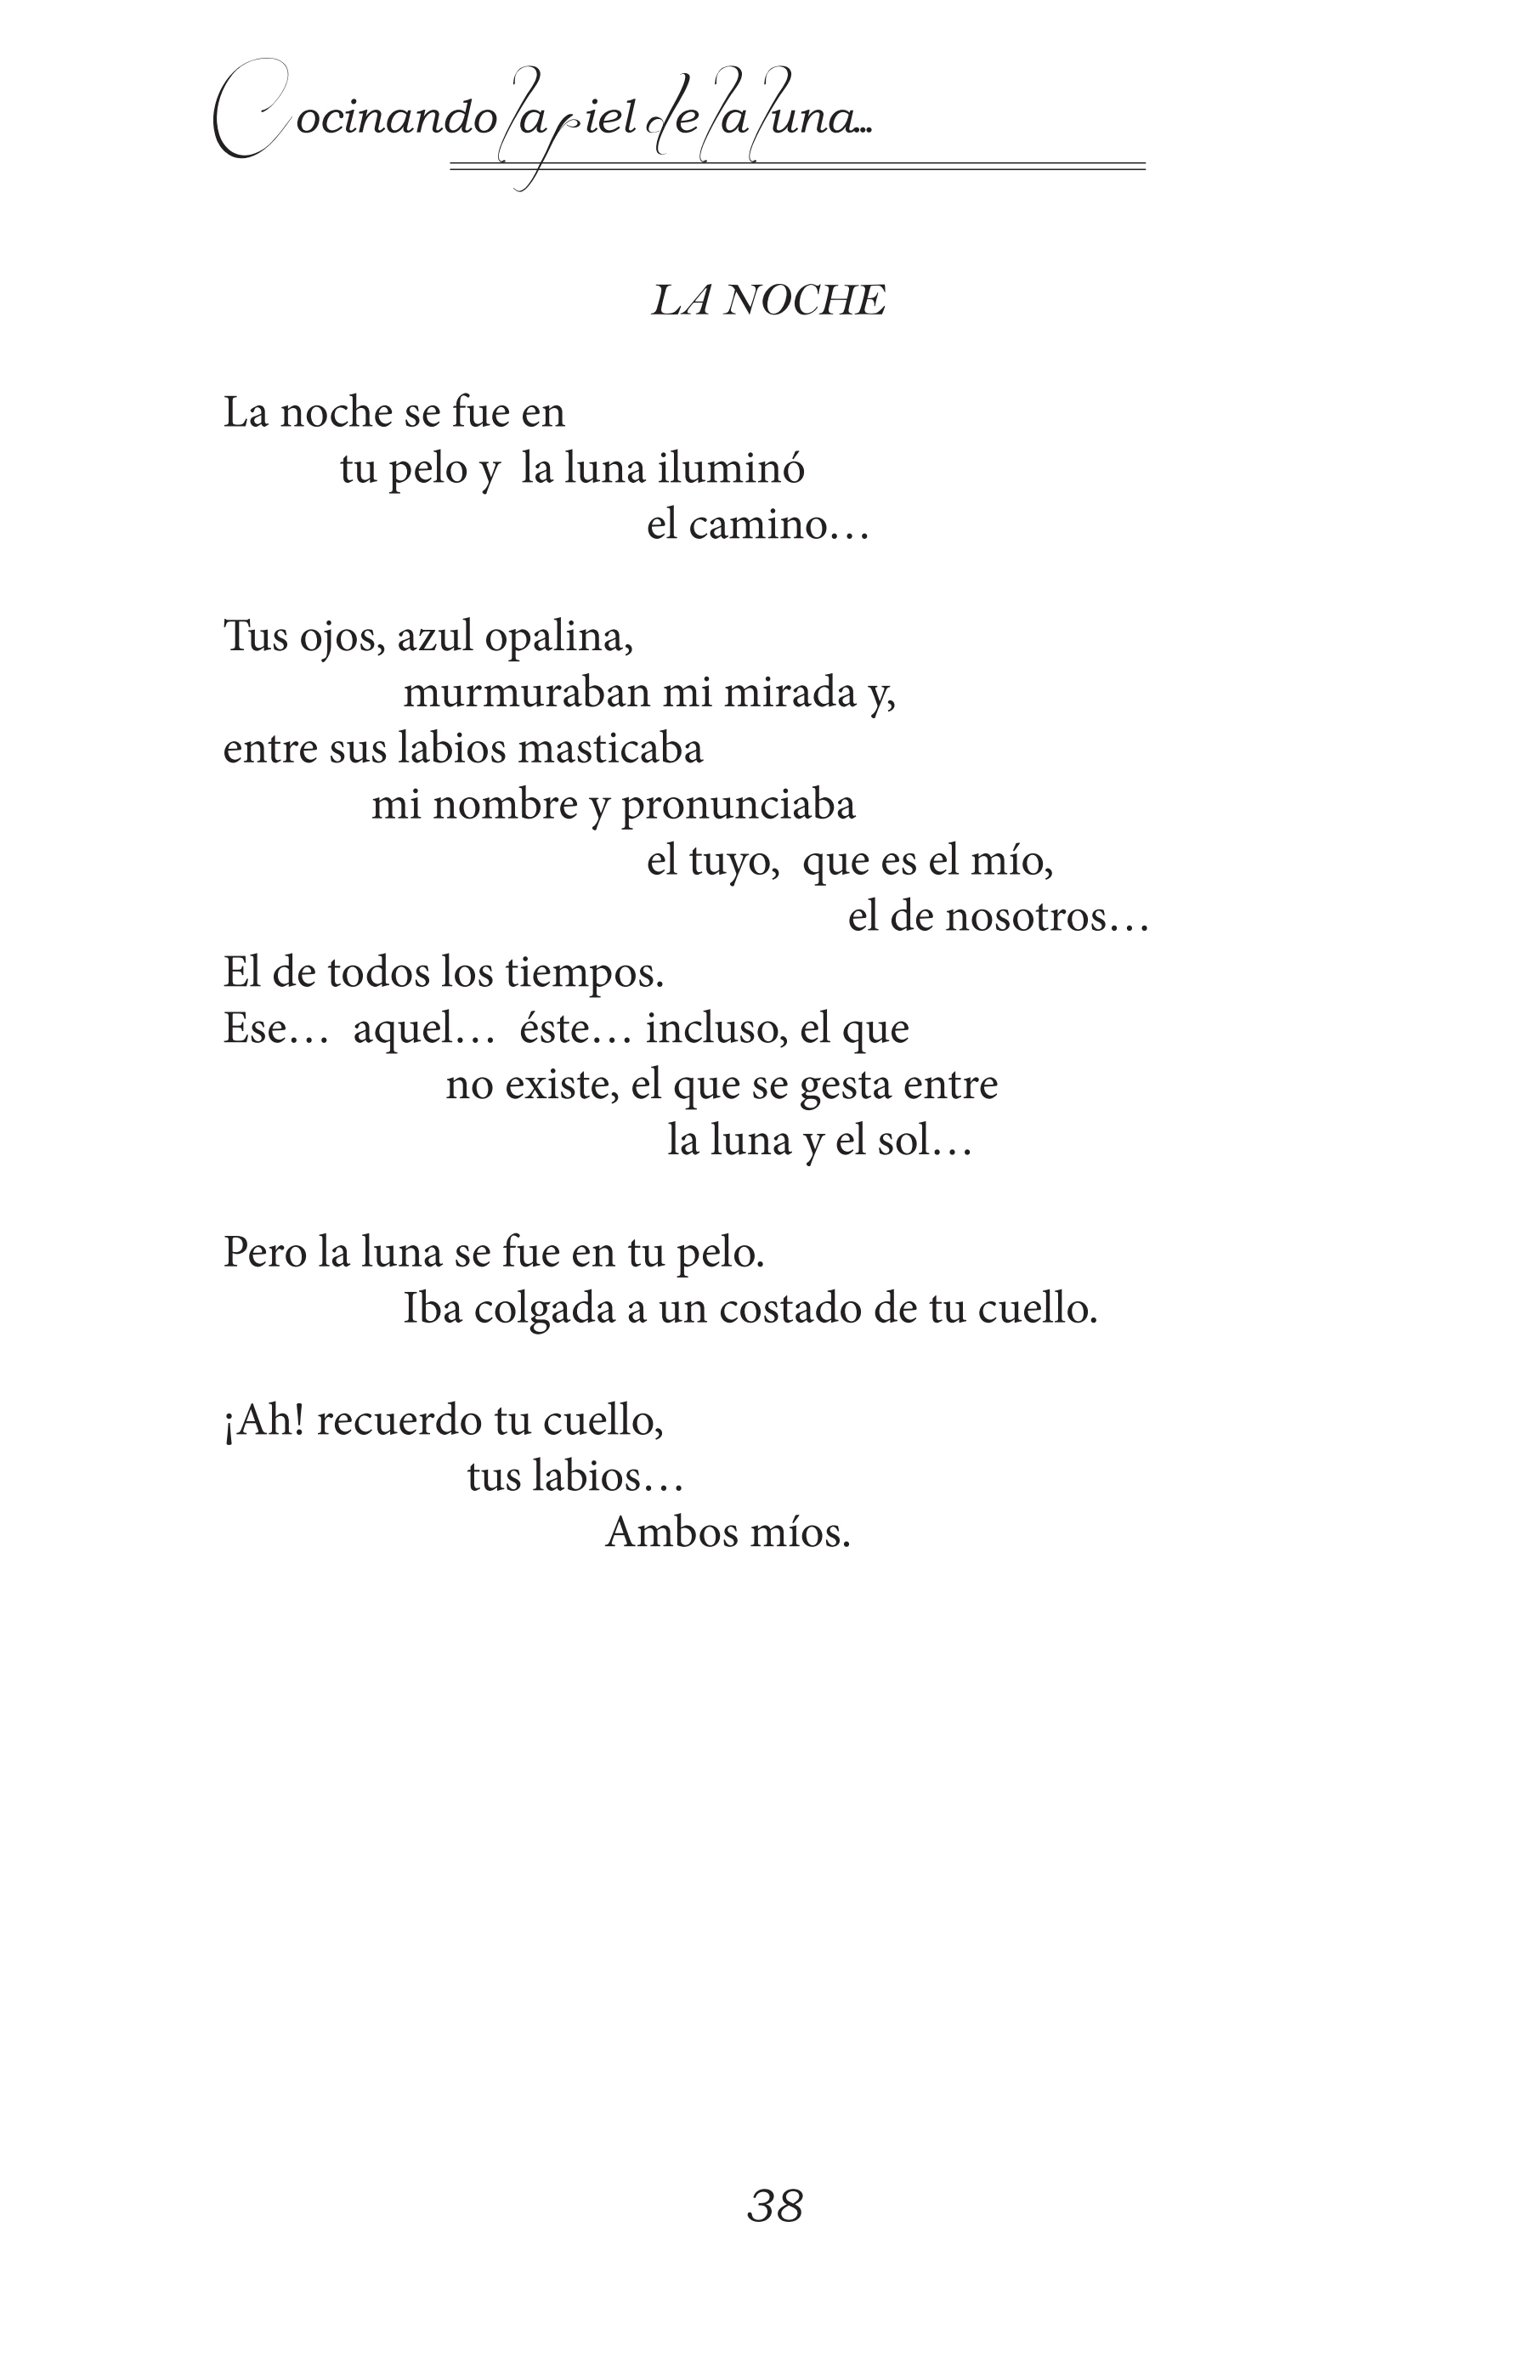 Cocinando la piel de la luna...
LA NOCHE
La noche se fue en
tu pelo y  la luna iluminó
el camino…
Tus ojos, azul opalina,
murmuraban mi mirada y,
entre sus labios masticaba
mi nombre y pronunciaba
el tuyo,  que es el mío,
el de nosotros…
El de todos los tiempos.
Ese…  aquel…  éste… incluso, el que
no existe, el que se gesta entre
la luna y el sol…
Pero la luna se fue en tu pelo.
Iba colgada a un costado de tu cuello.
¡Ah! recuerdo tu cuello,
tus labios…
Ambos míos.
38